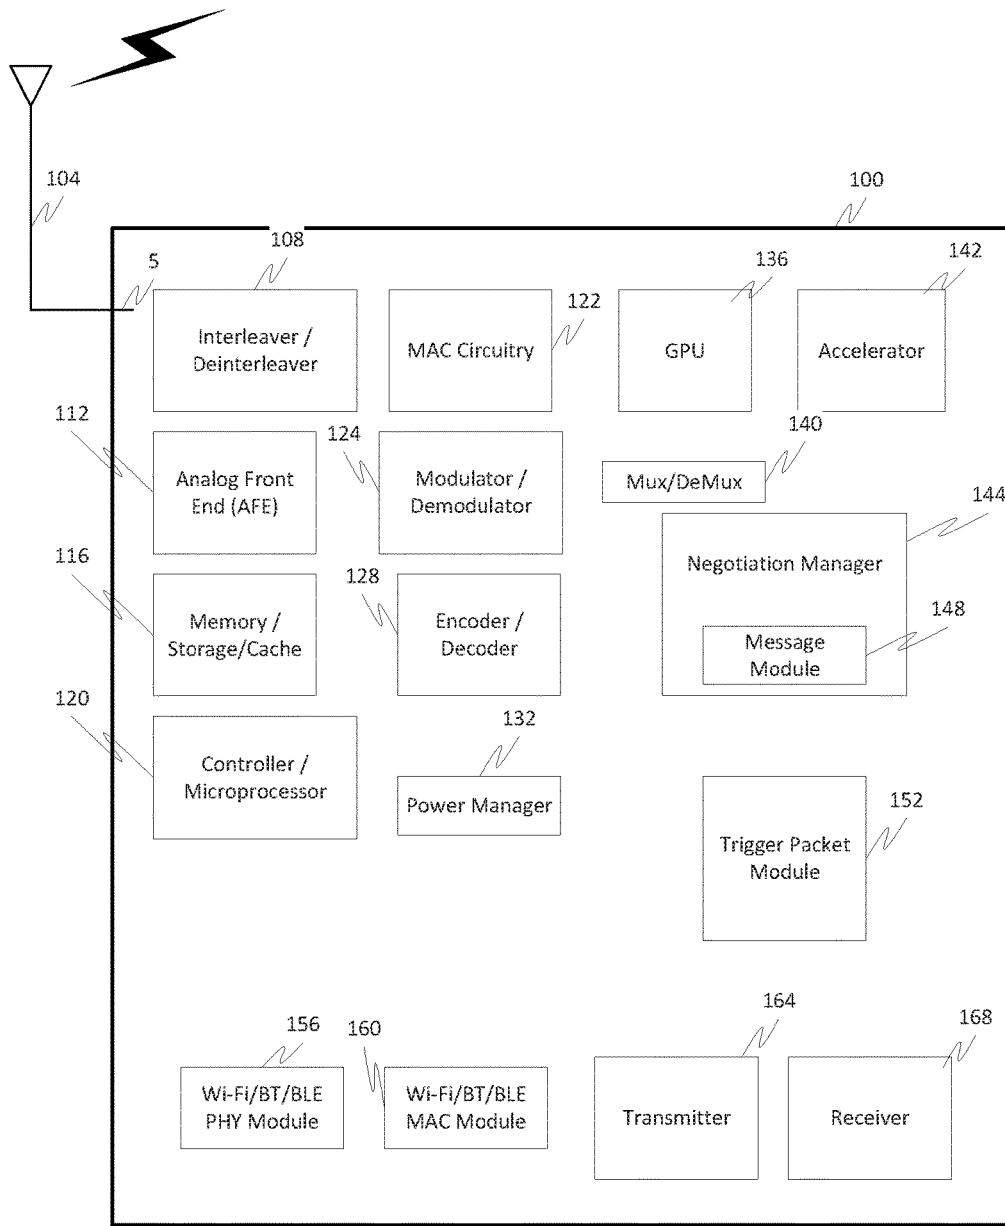 104
100
5
108
136
142
122
Interleaver /
Deinterleaver
MAC Circuitry
GPU
Accelerator
112
124
140
Analog Front
End (AFE)
Modulator /
Demodulator
Mux/DeMux
144
116
128
Negotiation Manager
Memory /
Storage/Cache
Encoder /
Decoder
148
Message
Module
120
132
Controller /
Microprocessor
Power Manager
152
Trigger Packet
Module
156
160
164
168
Wi-Fi/BT/BLE
PHY Module
Wi-Fi/BT/BLE
MAC Module
Transmitter
Receiver